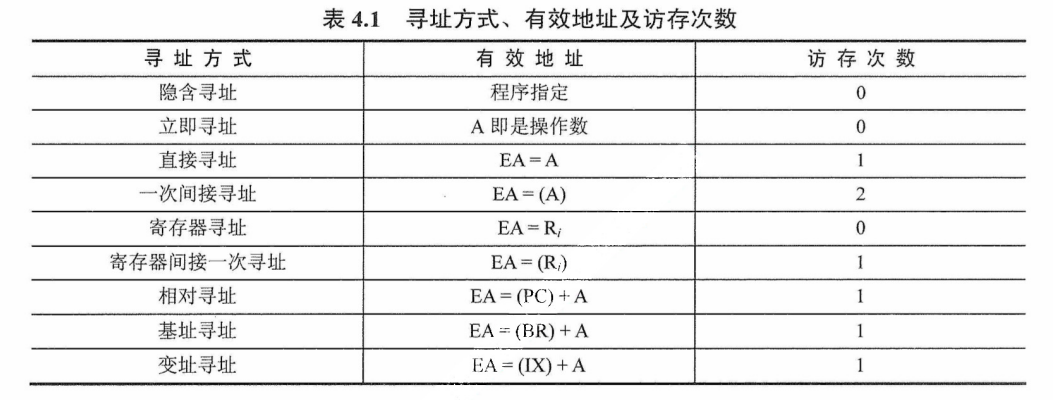 表 4.1 寻址方式、有效地址及访存次数
寻址方式 有效地址 访存次数
隐含寻址 程序指定 0
立即寻址 A 即是操作数 0
直接寻址 EA = A 1
一次间接寻址 EA = (A) 2
寄存器寻址 EA = Rᵢ 0
寄存器间接一次寻址 EA = (Rᵢ) 1
相对寻址 EA = (PC) + A 1
基址寻址 EA = (BR) + A 1
变址寻址 EA = (IX) + A 1